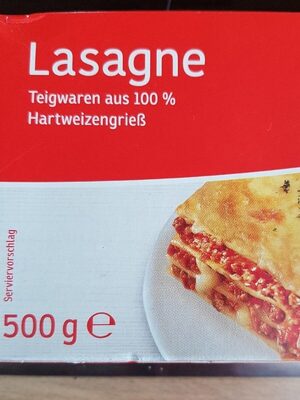 Lasagne
Teigwaren aus 100 %
Hartweizengrieß
Serviervorschlag
500 g ℮